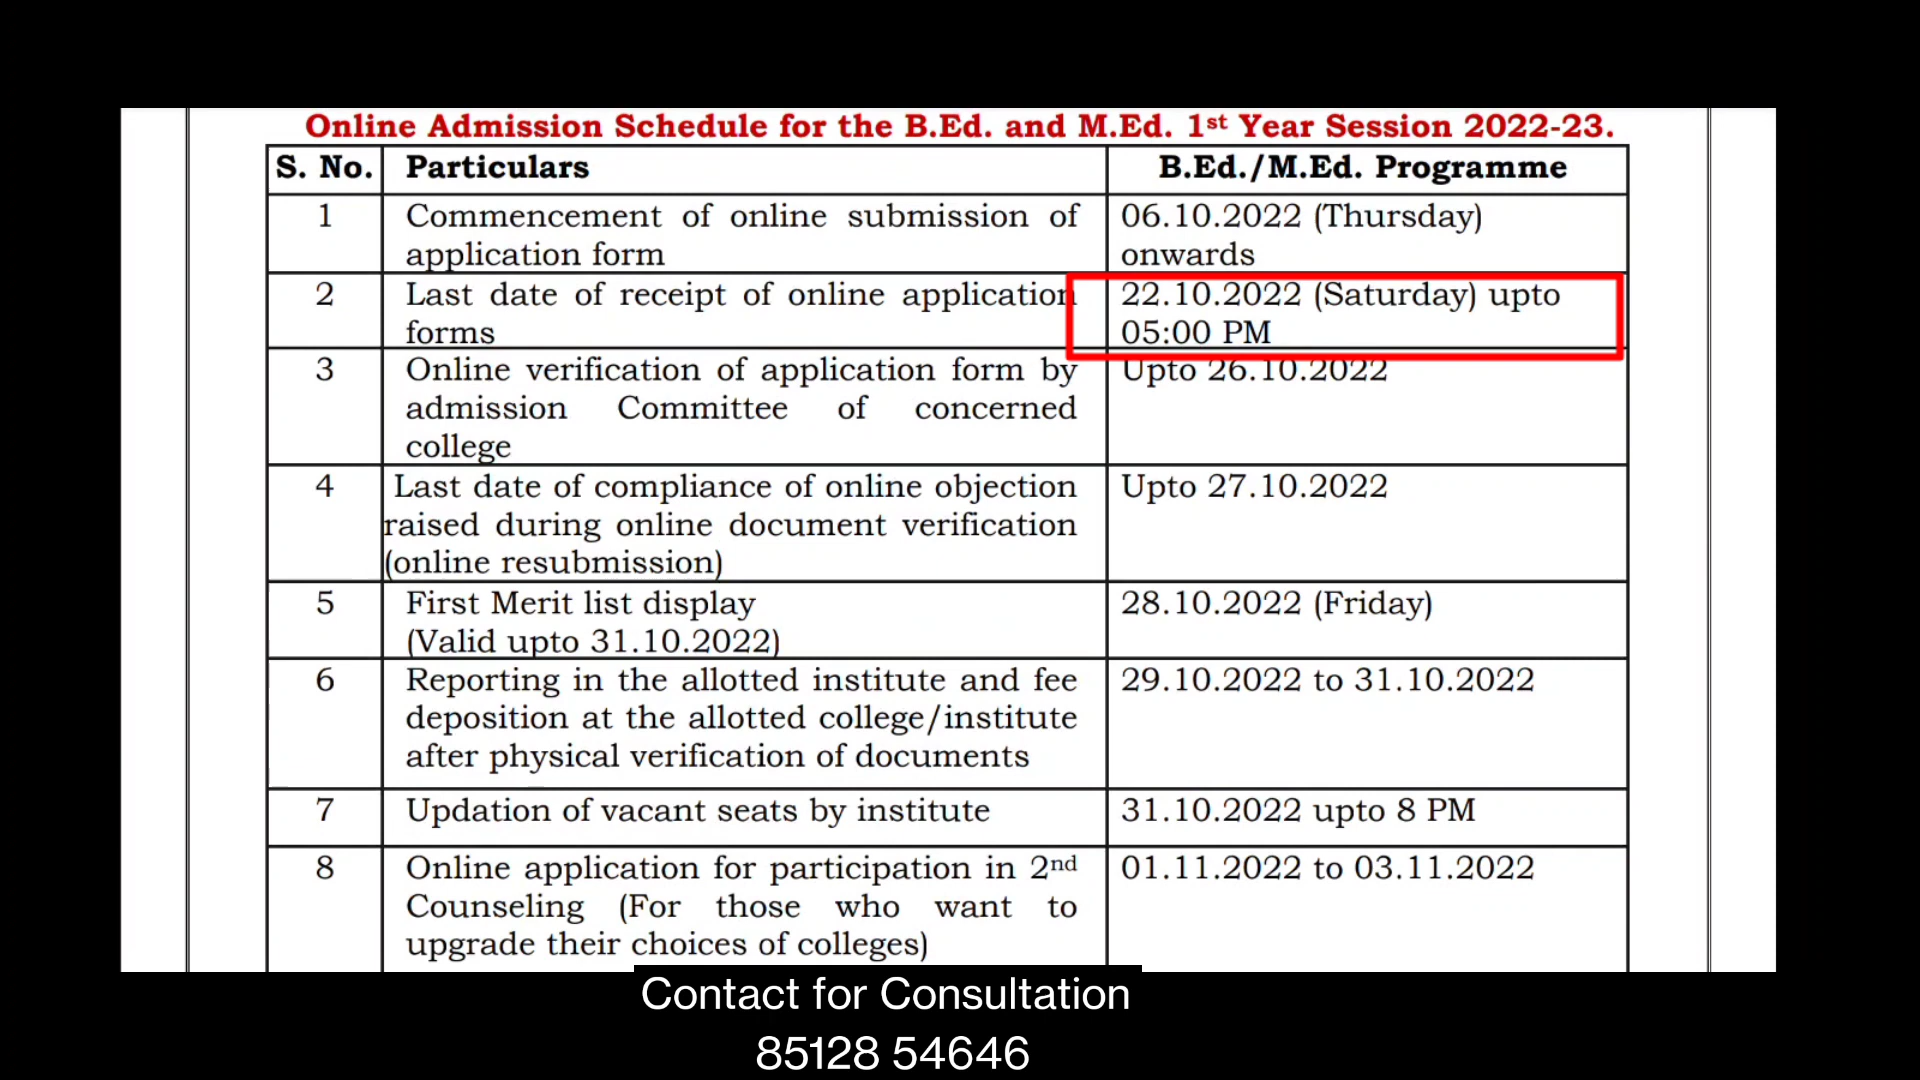 Online Admission Schedule for the B.Ed. and M.Ed. 1st Year Session 2022-23.
S. No. Particulars B.Ed./M.Ed. Programme
1 Commencement of online submission of 06.10.2022 (Thursday)
application form onwards
2 Last date of receipt of online application 22.10.2022 (Saturday) upto
forms 05:00 PM
3 Online verification of application form by Upto 26.10.2022
admission Committee of concerned
college
4 Last date of compliance of online objection Upto 27.10.2022
raised during online document verification
(online resubmission)
5 First Merit list display 28.10.2022 (Friday)
(Valid upto 31.10.2022)
6 Reporting in the allotted institute and fee 29.10.2022 to 31.10.2022
deposition at the allotted college/institute
after physical verification of documents
7 Updation of vacant seats by institute 31.10.2022 upto 8 PM
8 Online application for participation in 2nd 01.11.2022 to 03.11.2022
Counseling (For those who want to
upgrade their choices of colleges)
Contact for Consultation
85128 54646